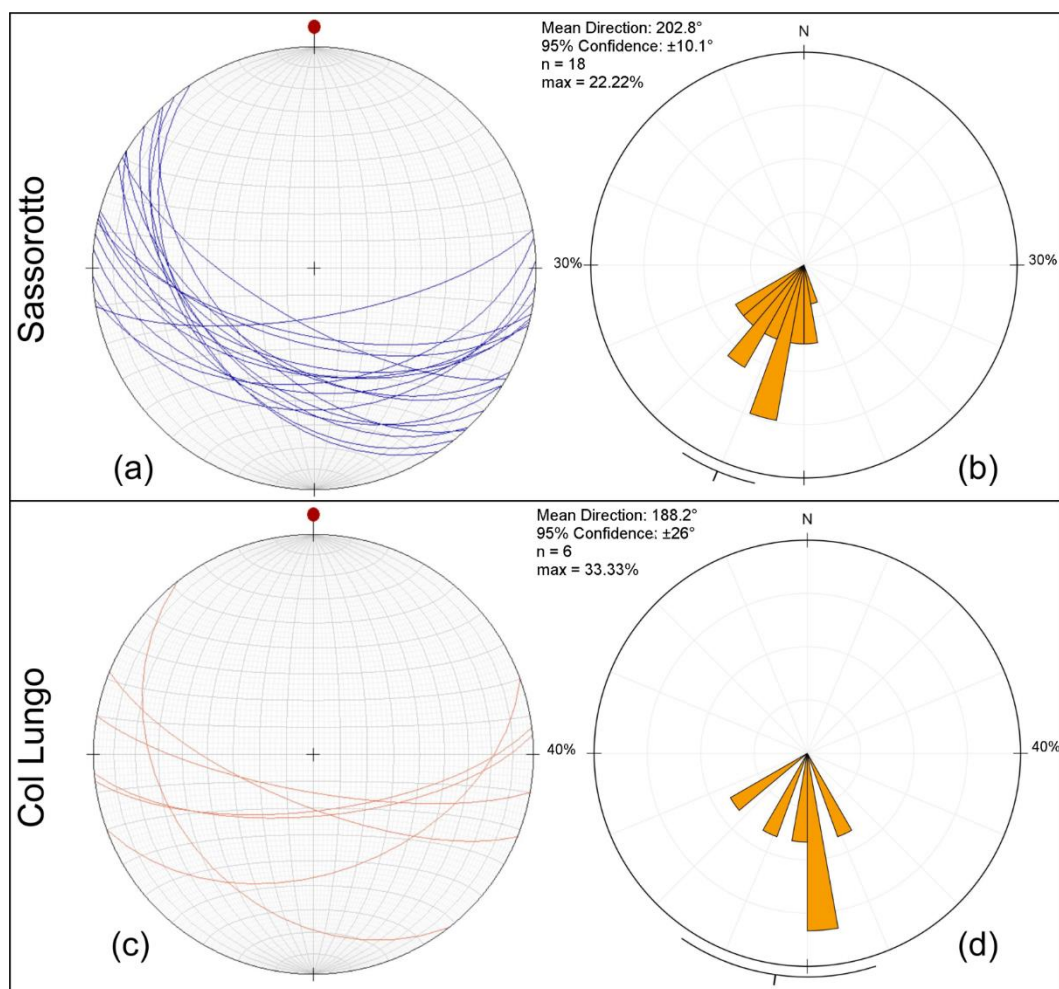 Sassorotto
(a)
Mean Direction: 202.8°
95% Confidence: ±10.1°
n = 18
max = 22.22%
N
30%
30%
(b)
Col Lungo
(c)
Mean Direction: 188.2°
95% Confidence: ±26°
n = 6
max = 33.33%
N
40%
40%
(d)